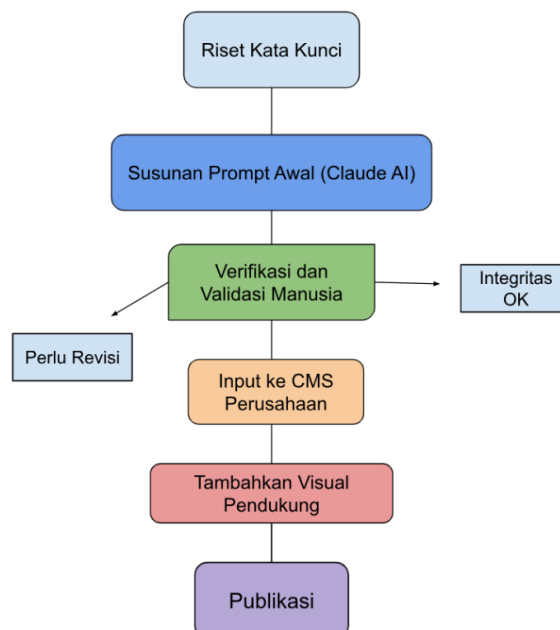 Riset Kata Kunci
Susunan Prompt Awal (Claude AI)
Verifikasi dan
Validasi Manusia
Integritas
OK
Perlu Revisi
Input ke CMS
Perusahaan
Tambahkan Visual
Pendukung
Publikasi